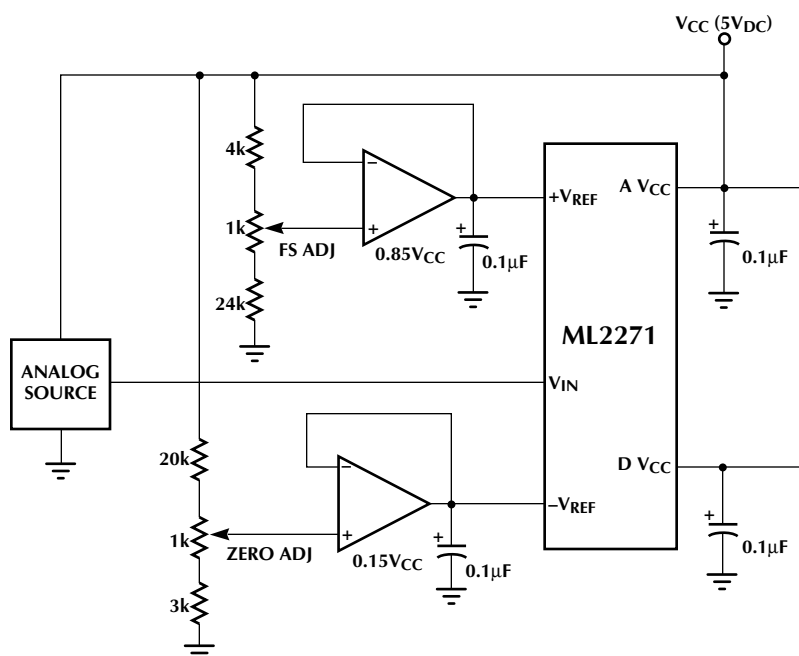 VCC (5VDC)
4k
1k
FS ADJ
24k
−
+
0.85VCC
+
0.1µF
+VREF
A VCC
+
0.1µF
ML2271
ANALOG
SOURCE
VIN
20k
1k
ZERO ADJ
3k
−
+
0.15VCC
+
0.1µF
−VREF
D VCC
+
0.1µF